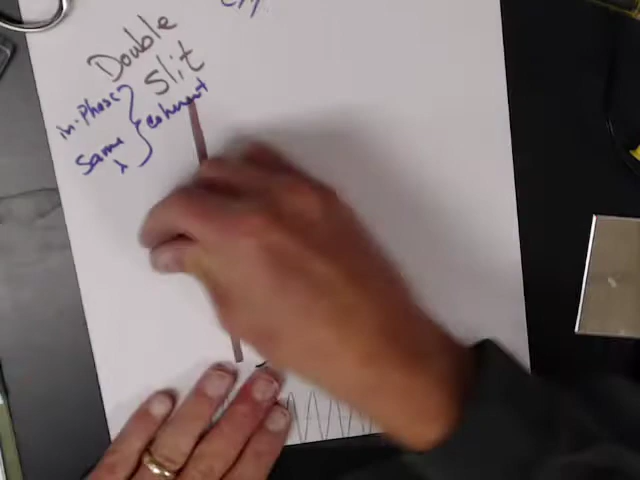 Double
Slit
in-phase
coherent
Same
λ